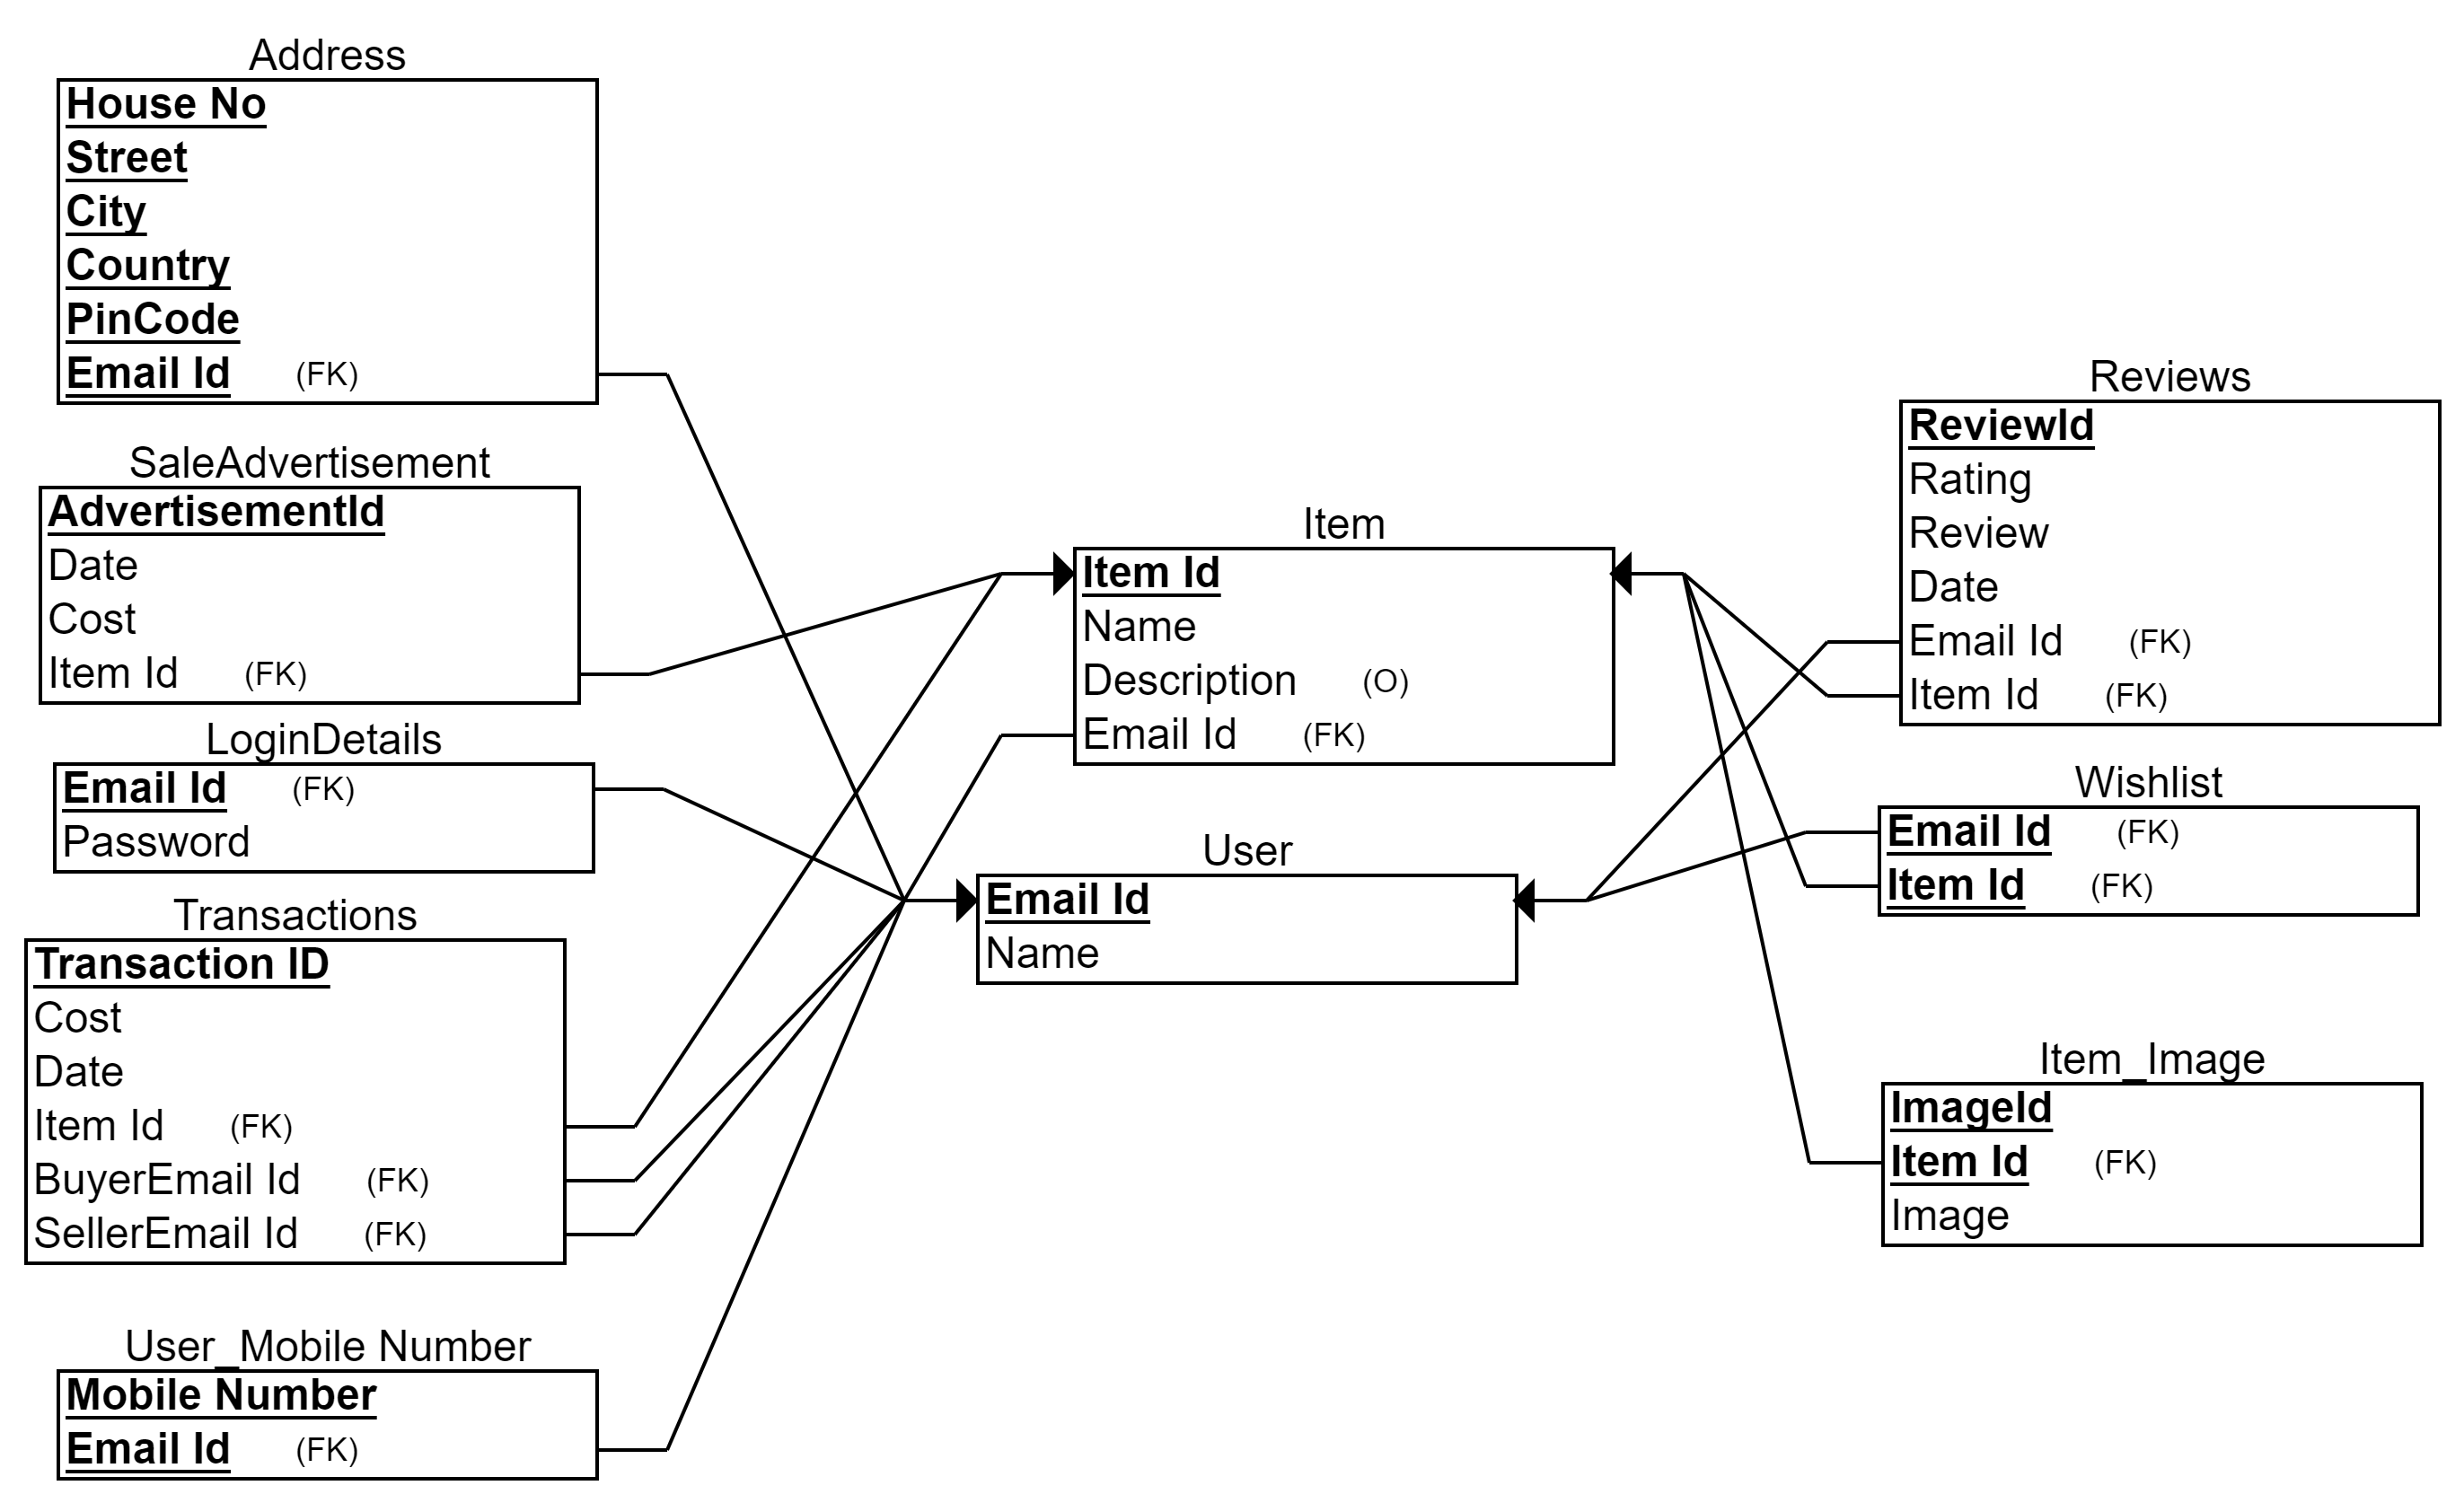 Address
House No
Street
City
Country
PinCode
Email Id (FK)
SaleAdvertisement
AdvertisementId
Date
Cost
Item Id (FK)
LoginDetails
Email Id (FK)
Password
Transactions
Transaction ID
Cost
Date
Item Id (FK)
BuyerEmail Id (FK)
SellerEmail Id (FK)
User_Mobile Number
Mobile Number
Email Id (FK)
Item
Item Id
Name
Description (O)
Email Id (FK)
User
Email Id
Name
Reviews
ReviewId
Rating
Review
Date
Email Id (FK)
Item Id (FK)
Wishlist
Email Id (FK)
Item Id (FK)
Item_Image
ImageId
Item Id (FK)
Image